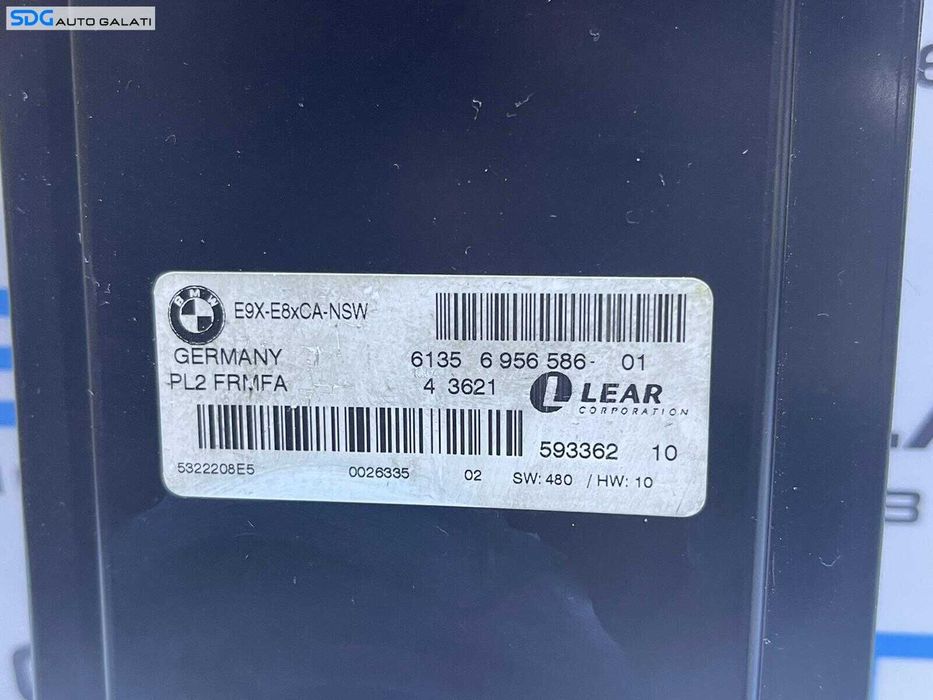 SDG AUTO GALATI
BMW
E9X-E8xCA-NSW
GERMANY
6135 6 956 586- 01
PL2 FRMFA
4 3621
LEAR
CORPORATION
593362 10
5322208E5 0026335 02 SW: 480 / HW: 10